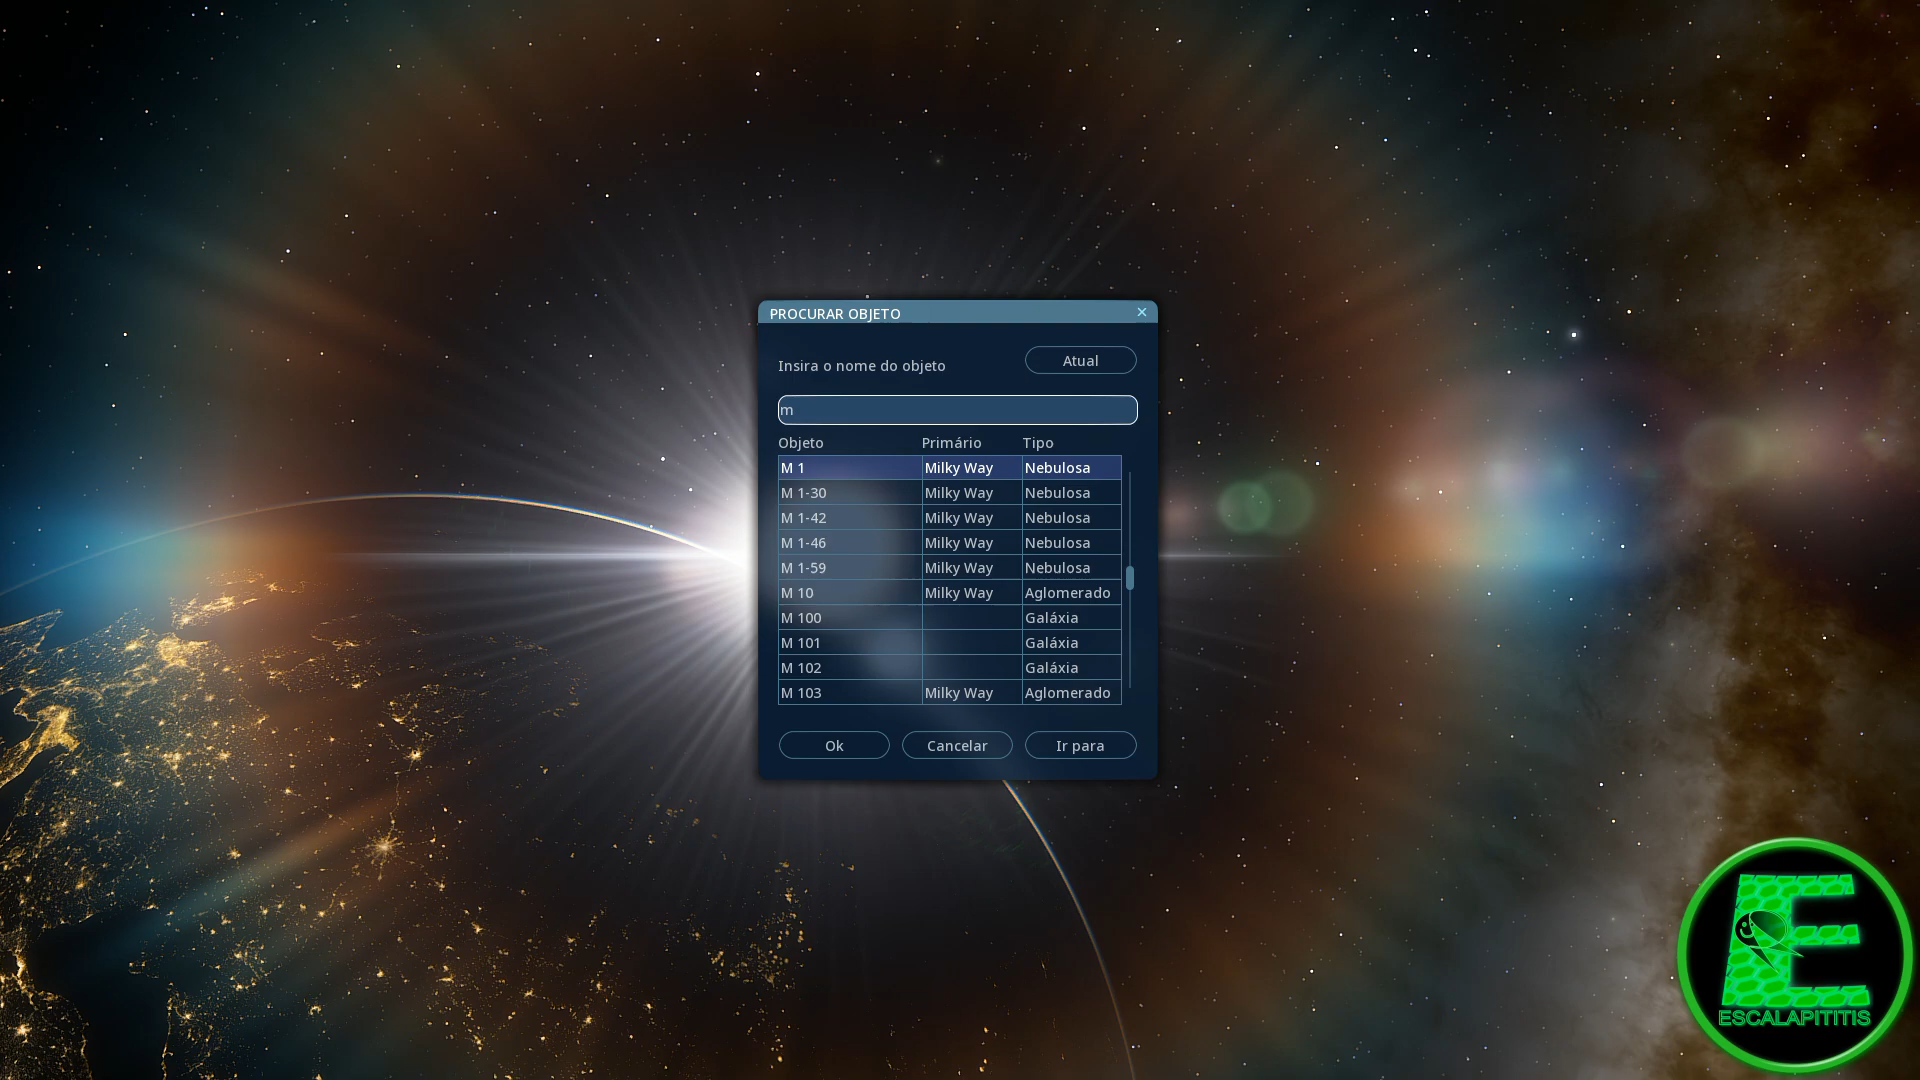 PROCURAR OBJETO
Insira o nome do objeto
Atual
m
Objeto Primário Tipo
M 1 Milky Way Nebulosa
M 1-30 Milky Way Nebulosa
M 1-42 Milky Way Nebulosa
M 1-46 Milky Way Nebulosa
M 1-59 Milky Way Nebulosa
M 10 Milky Way Aglomerado
M 100 Galáxia
M 101 Galáxia
M 102 Galáxia
M 103 Milky Way Aglomerado
Ok Cancelar Ir para
E
ESCALAPITITIS